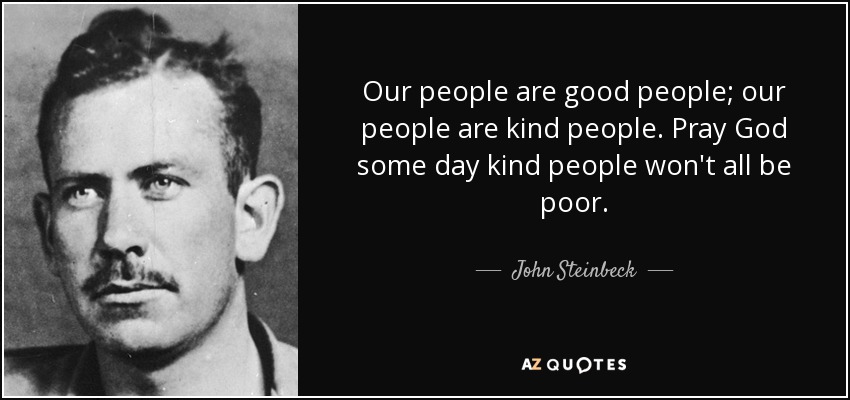 Our people are good people; our
people are kind people. Pray God
some day kind people won't all be
poor.
John Steinbeck
AZ QUOTES